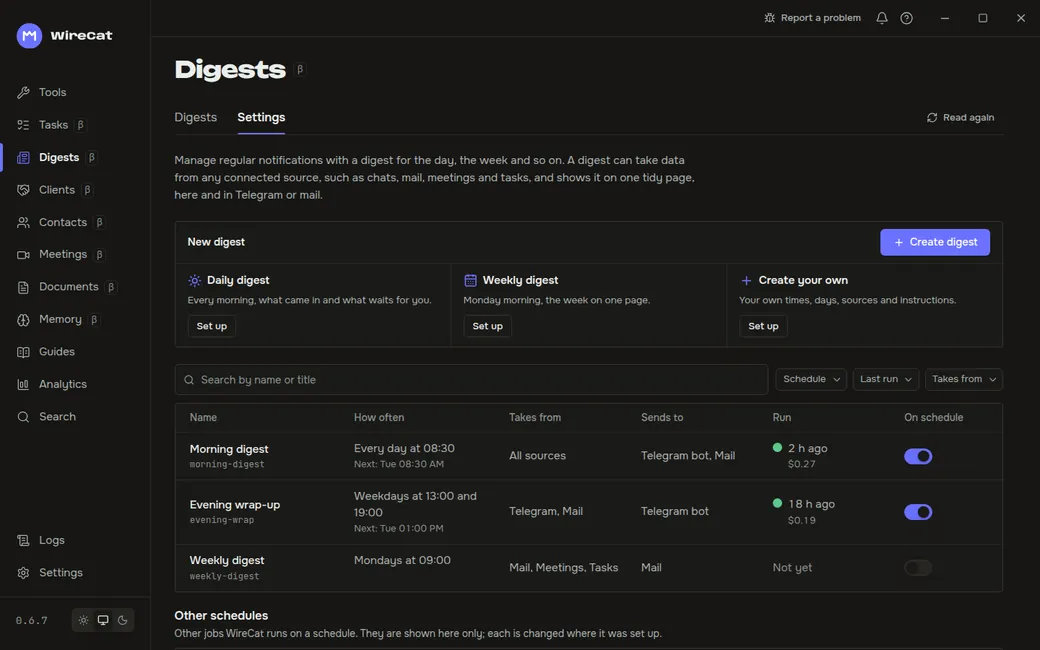 WireCat
Report a problem
Tools
Tasks β
Digests β
Clients β
Contacts β
Meetings β
Documents β
Memory β
Guides
Analytics
Search
Logs
Settings
0.6.7
Digests β
Digests
Settings
Read again
Manage regular notifications with a digest for the day, the week and so on. A digest can take data
from any connected source, such as chats, mail, meetings and tasks, and shows it on one tidy page,
here and in Telegram or mail.
New digest
+ Create digest
Daily digest
Every morning, what came in and what waits for you.
Set up
Weekly digest
Monday morning, the week on one page.
Set up
Create your own
Your own times, days, sources and instructions.
Set up
Search by name or title
Schedule
Last run
Takes from
Name
How often
Takes from
Sends to
Run
On schedule
Morning digest
morning-digest
Every day at 08:30
Next: Tue 08:30 AM
All sources
Telegram bot, Mail
2 h ago
$0.27
Evening wrap-up
evening-wrap
Weekdays at 13:00 and
19:00
Next: Tue 01:00 PM
Telegram, Mail
Telegram bot
18 h ago
$0.19
Weekly digest
weekly-digest
Mondays at 09:00
Mail, Meetings, Tasks
Mail
Not yet
Other schedules
Other jobs WireCat runs on a schedule. They are shown here only; each is changed where it was set up.